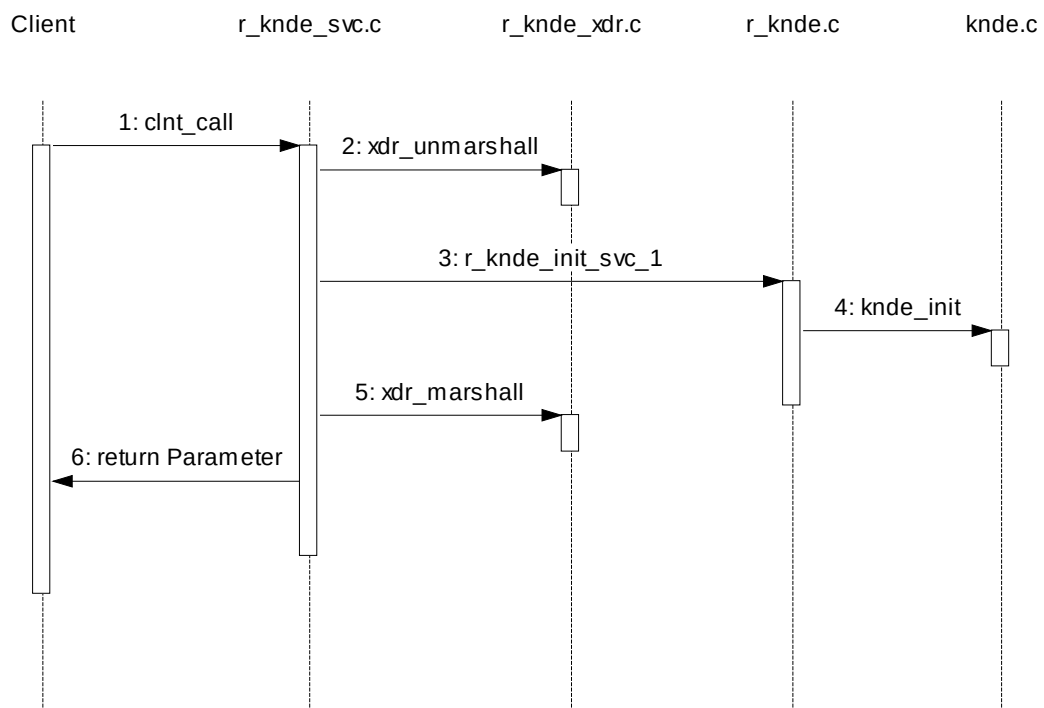 Client r_knde_svc.c r_knde_xdr.c r_knde.c knde.c
1: clnt_call
2: xdr_unmarshall
3: r_knde_init_svc_1
4: knde_init
5: xdr_marshall
6: return Parameter